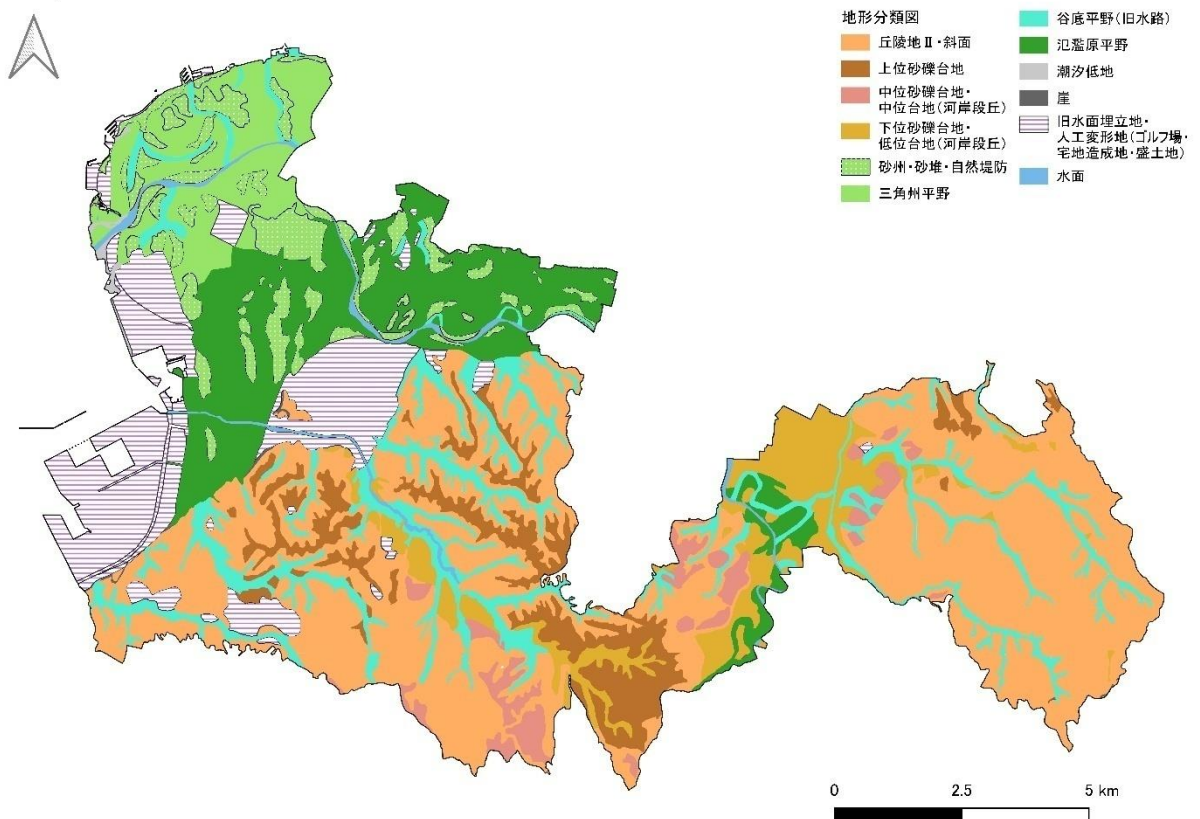 地形分類図
丘陵地Ⅱ・斜面
上位砂礫台地
中位砂礫台地・
中位台地(河岸段丘)
下位砂礫台地・
低位台地(河岸段丘)
砂州・砂堆・自然堤防
三角州平野
谷底平野(旧水路)
氾濫原平野
潮汐低地
崖
旧水面埋立地・
人工変形地(ゴルフ場・
宅地造成地・盛土地)
水面
0 2.5 5 km